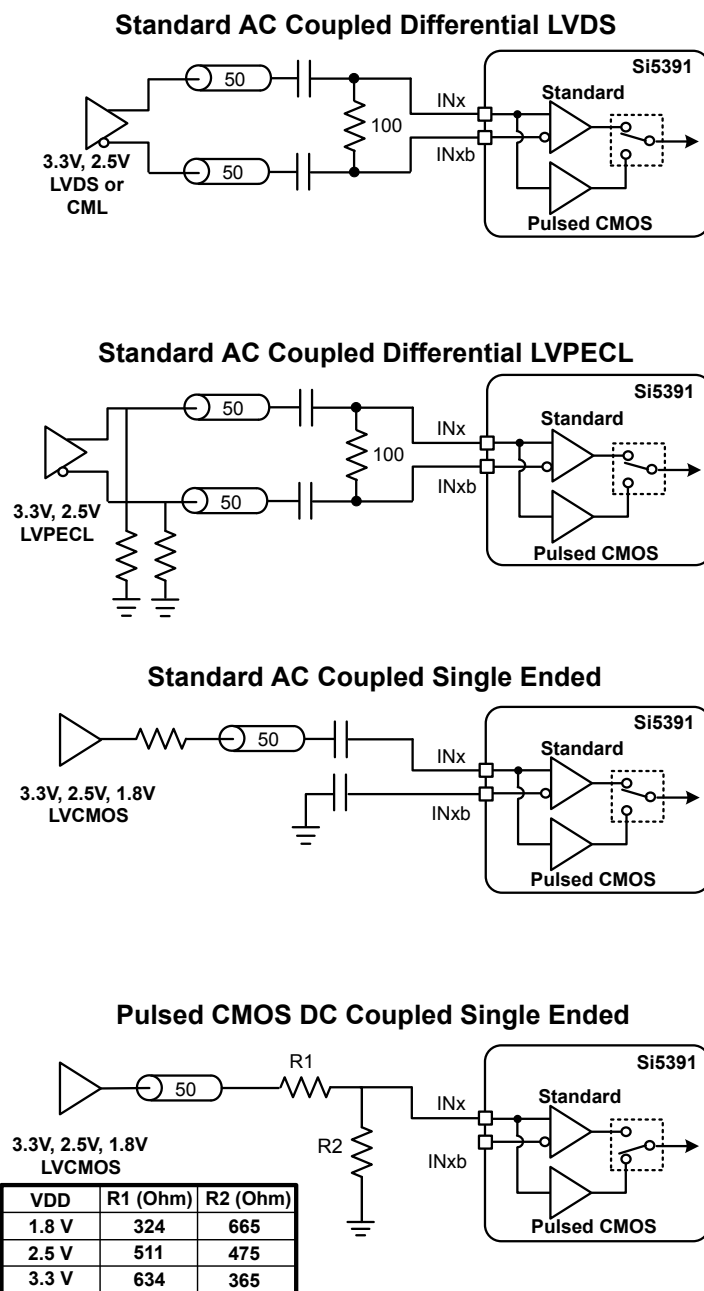 Standard AC Coupled Differential LVDS
Si5391
50
INx
Standard
100
INxb
50
3.3V, 2.5V
LVDS or
CML
Pulsed CMOS
Standard AC Coupled Differential LVPECL
Si5391
50
INx
Standard
100
INxb
50
3.3V, 2.5V
LVPECL
Pulsed CMOS
Standard AC Coupled Single Ended
Si5391
50
INx
Standard
3.3V, 2.5V, 1.8V
LVCMOS
INxb
Pulsed CMOS
Pulsed CMOS DC Coupled Single Ended
Si5391
R1
50
INx
Standard
R2
INxb
3.3V, 2.5V, 1.8V
LVCMOS
Pulsed CMOS
VDD R1 (Ohm) R2 (Ohm)
1.8 V 324 665
2.5 V 511 475
3.3 V 634 365